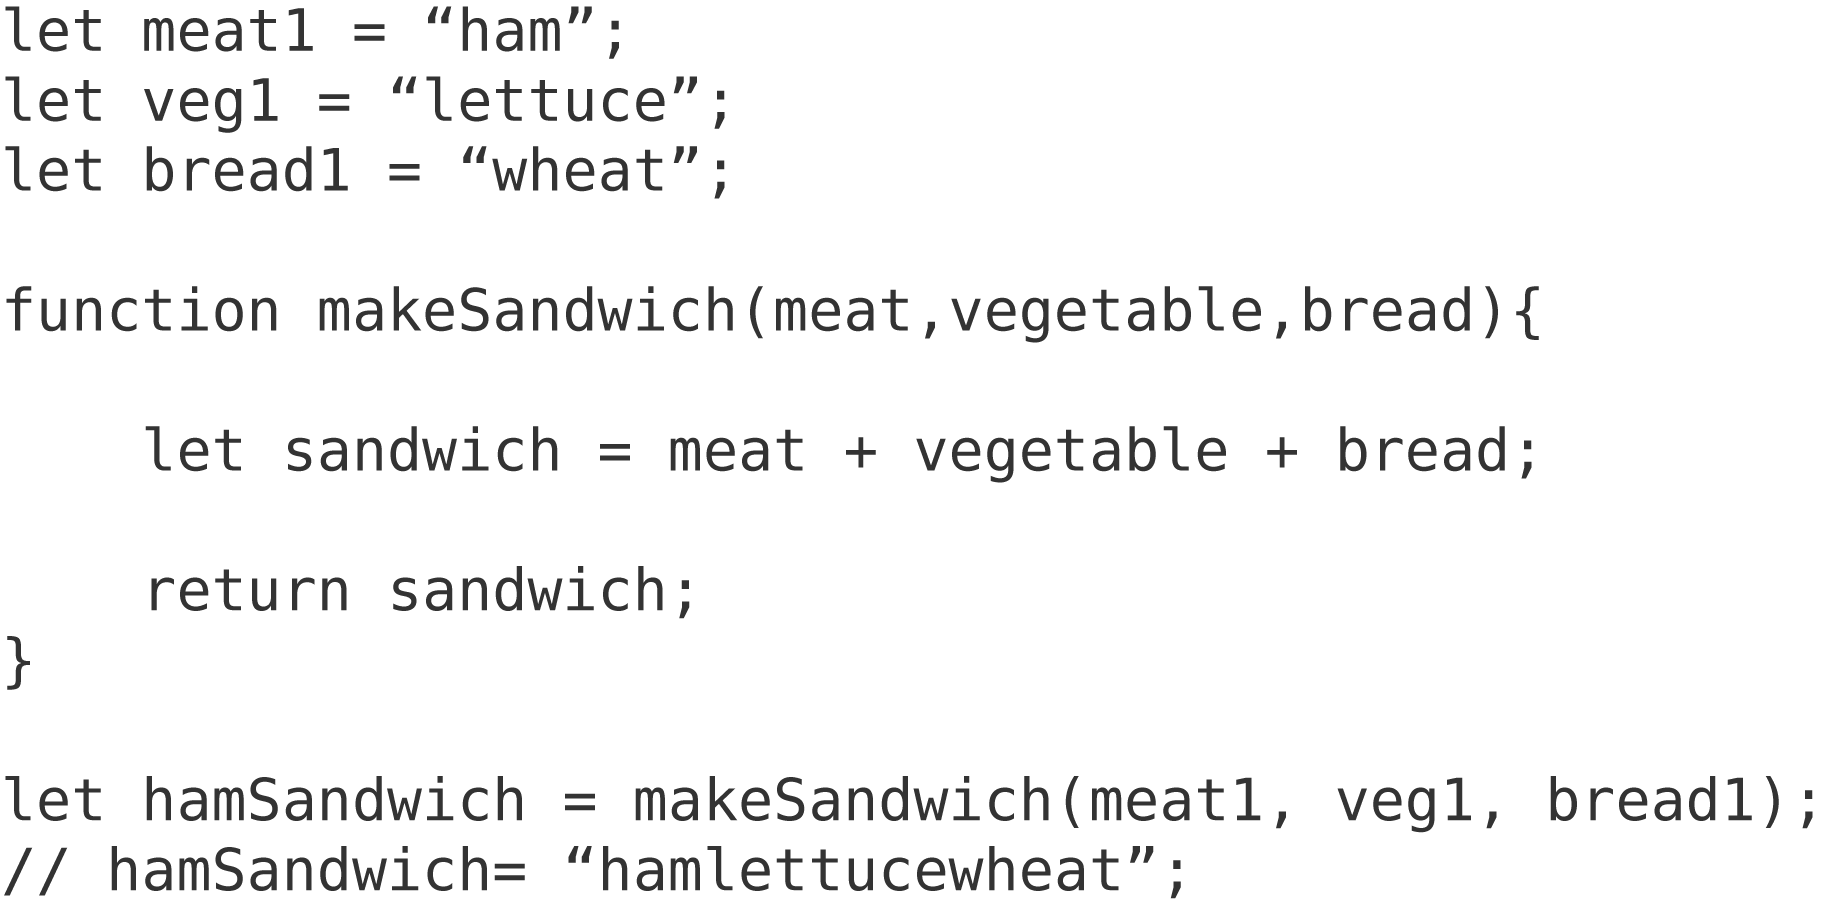 let meat1 = “ham”;
let veg1 = “lettuce”;
let bread1 = “wheat”;
function makeSandwich(meat,vegetable,bread){
let sandwich = meat + vegetable + bread;
return sandwich;
}
let hamSandwich = makeSandwich(meat1, veg1, bread1);
// hamSandwich= “hamlettucewheat”;